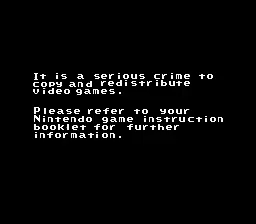 It is a serious crime to
copy and redistribute
video games.
Please refer to your
Nintendo game instruction
booklet for further
information.